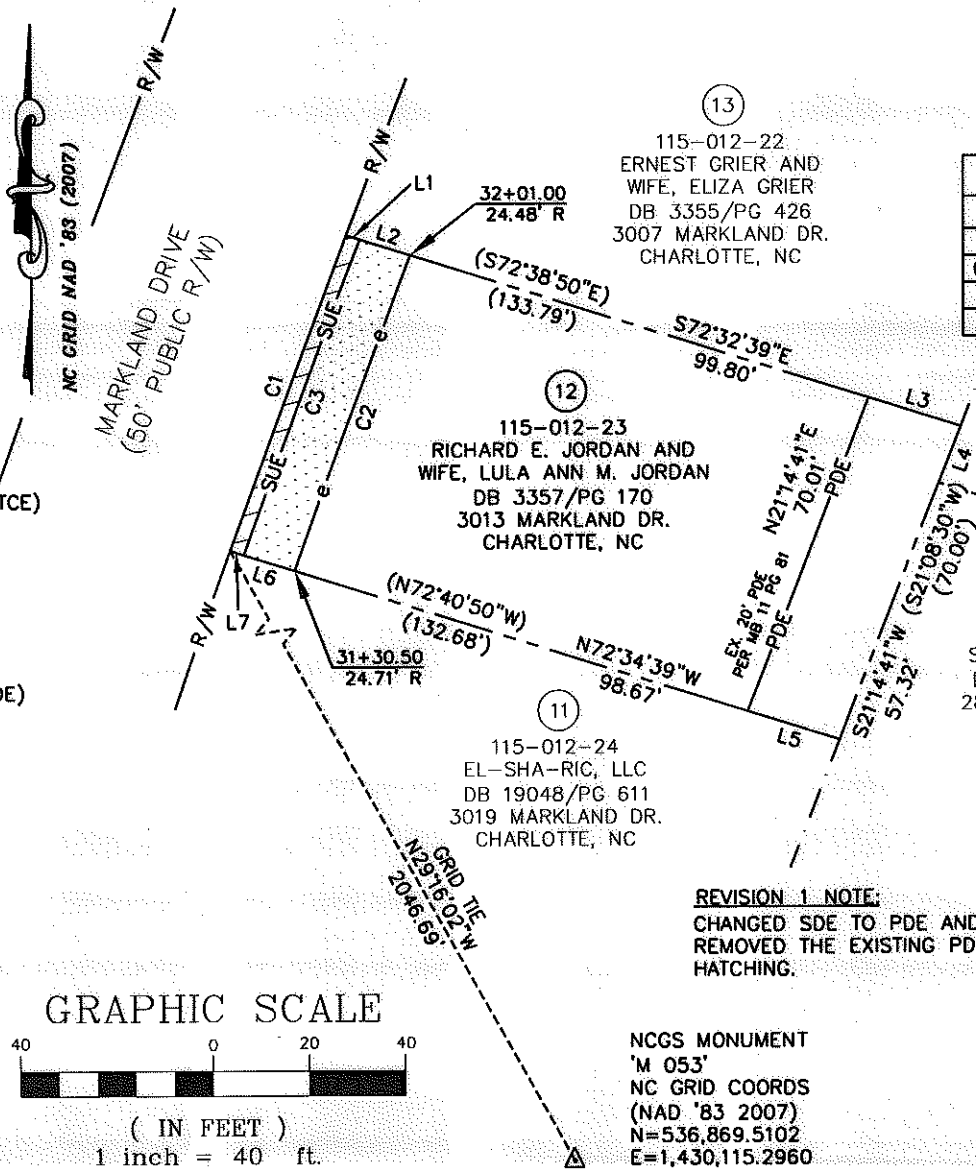 R/W
R/W
NC GRID NAD '83 (2007)
MARKLAND DRIVE
(50' PUBLIC R/W)
L1
L2
32+01.00
24.48' R
13
115-012-22
ERNEST GRIER AND
WIFE, ELIZA GRIER
DB 3355/PG 426
3007 MARKLAND DR.
CHARLOTTE, NC
(S72°38'50"E)
(133.79')
S72°32'39"E
99.80'
L3
L4
SUE
C1
C3
SUE
e
C2
e
12
115-012-23
RICHARD E. JORDAN AND
WIFE, LULA ANN M. JORDAN
DB 3357/PG 170
3013 MARKLAND DR.
CHARLOTTE, NC
N21°14'41"E
70.01'
PDE
EX. 20' PDE
PER MB 11 PG 81
PDE
(S21°08'30"W)
(70.00')
S21°14'41"W
57.32'
TCE)
L6
L7
R/W
(N72°40'50"W)
(132.68')
N72°34'39"W
98.67'
L5
31+30.50
24.71' R
DE)
S
28
11
115-012-24
EL-SHA-RIC, LLC
DB 19048/PG 611
3019 MARKLAND DR.
CHARLOTTE, NC
GRID TIE
N29°16'02"W
2046.69'
REVISION 1 NOTE:
CHANGED SDE TO PDE AND
REMOVED THE EXISTING PD
HATCHING.
GRAPHIC SCALE
40 0 20 40
( IN FEET )
1 inch = 40 ft.
NCGS MONUMENT
'M 053'
NC GRID COORDS
(NAD '83 2007)
N=536,869.5102
E=1,430,115.2960